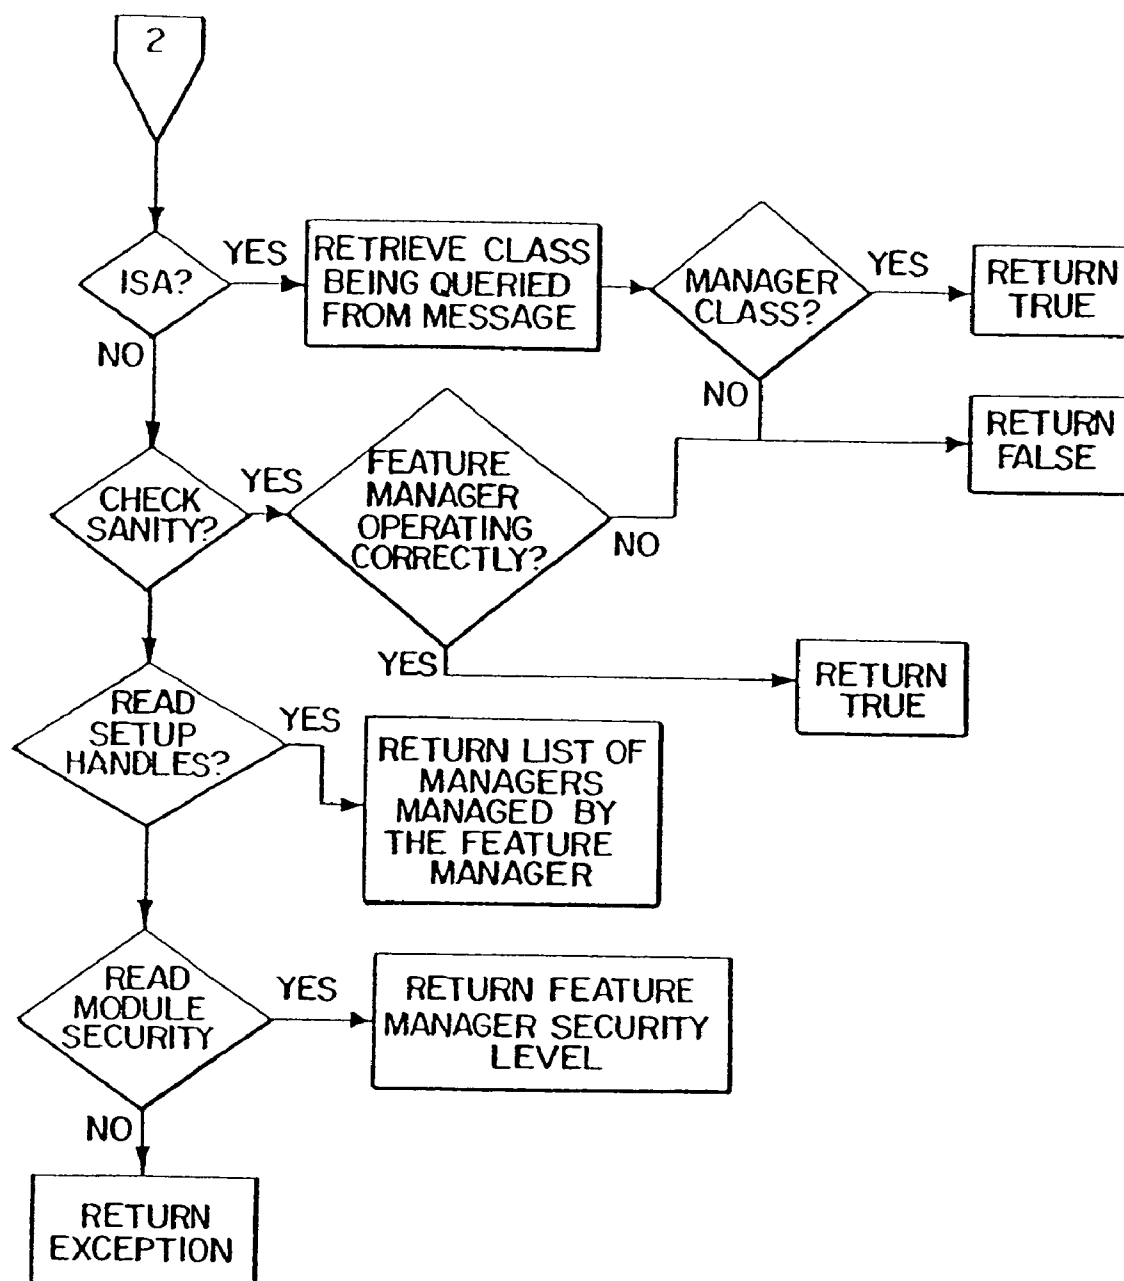 2
ISA?
YES
RETRIEVE CLASS
BEING QUERIED
FROM MESSAGE
MANAGER
CLASS?
YES
RETURN
TRUE
NO
NO
RETURN
FALSE
CHECK
SANITY?
YES
FEATURE
MANAGER
OPERATING
CORRECTLY?
NO
YES
RETURN
TRUE
READ
SETUP
HANDLES?
YES
RETURN LIST OF
MANAGERS
MANAGED BY
THE FEATURE
MANAGER
READ
MODULE
SECURITY
YES
RETURN FEATURE
MANAGER SECURITY
LEVEL
NO
RETURN
EXCEPTION